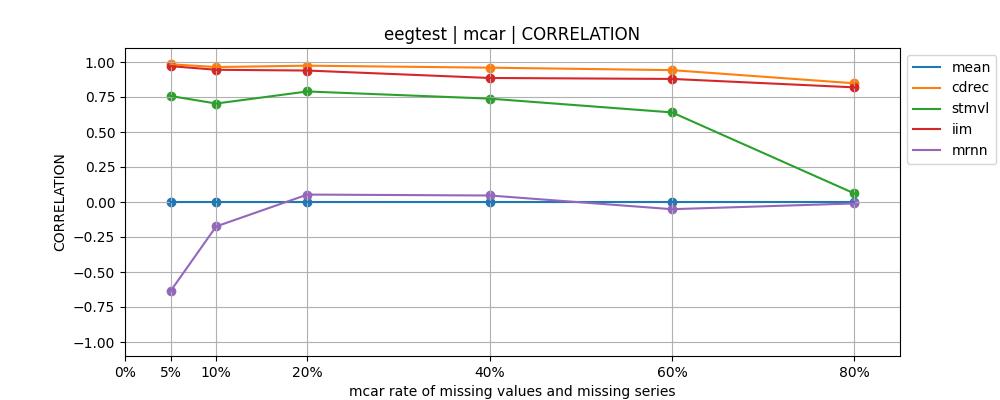 eegtest | mcar | CORRELATION
1.00
0.75
0.50
0.25
0.00
−0.25
−0.50
−0.75
−1.00
CORRELATION
0%
5%
10%
20%
40%
60%
80%
mcar rate of missing values and missing series
mean
cdrec
stmvl
iim
mrnn